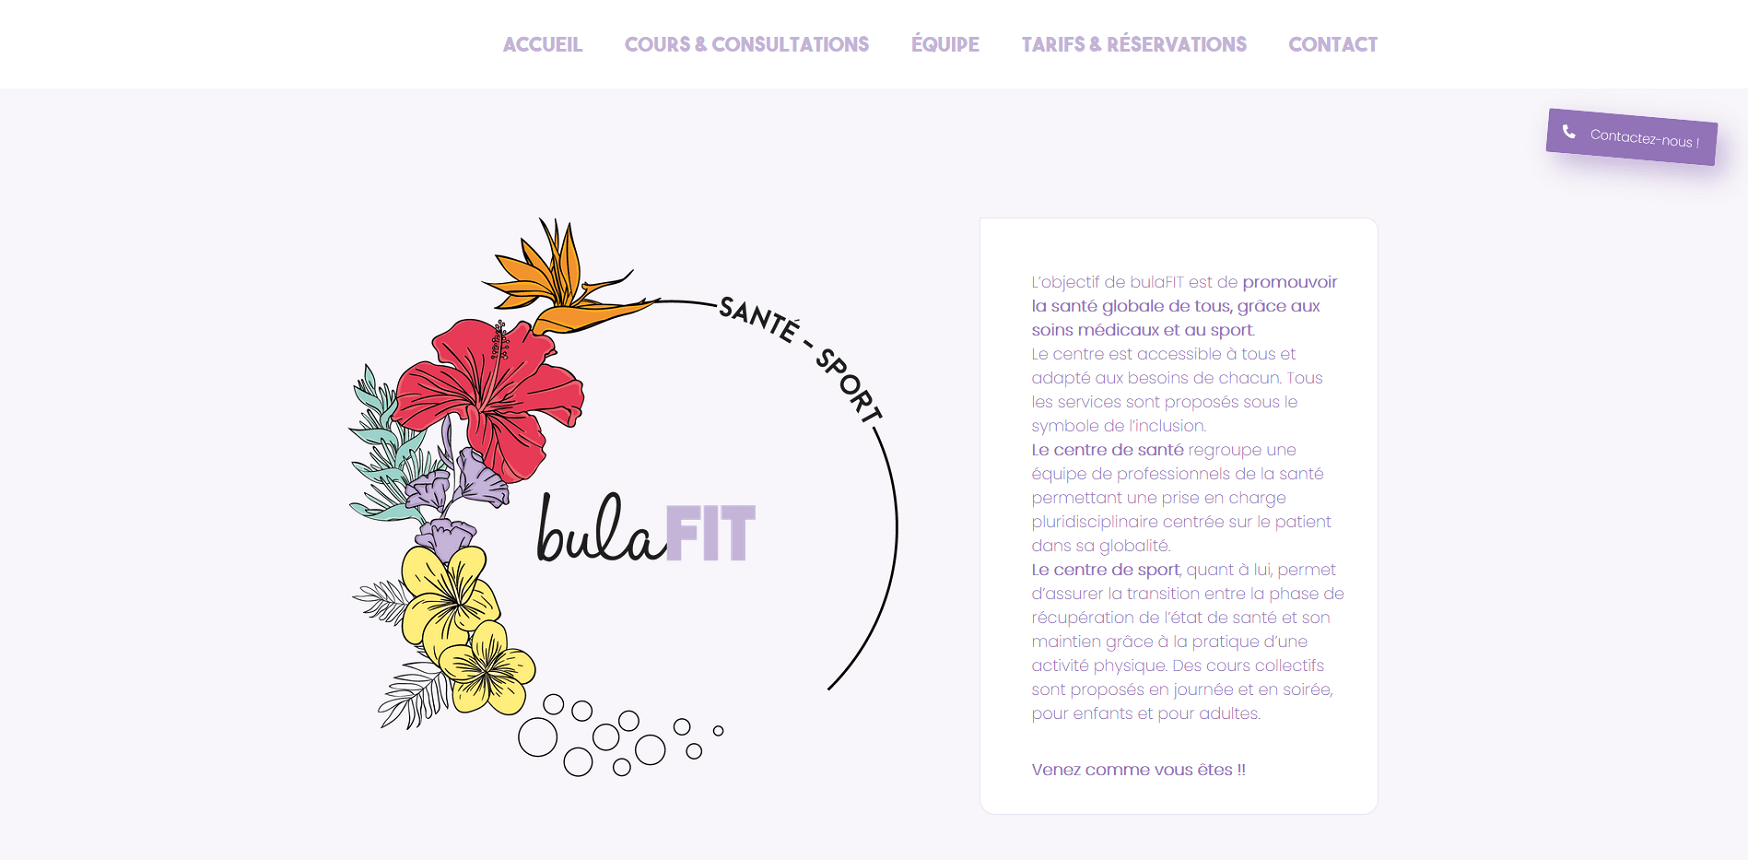 ACCUEIL COURS & CONSULTATIONS ÉQUIPE TARIFS & RÉSERVATIONS CONTACT
Contactez-nous !
SANTÉ - SPORT
bulaFIT
L'objectif de bulaFIT est de promouvoir
la santé globale de tous, grâce aux
soins médicaux et au sport.
Le centre est accessible à tous et
adapté aux besoins de chacun. Tous
les services sont proposés sous le
symbole de l'inclusion.
Le centre de santé regroupe une
équipe de professionnels de la santé
permettant une prise en charge
pluridisciplinaire centrée sur le patient
dans sa globalité.
Le centre de sport, quant à lui, permet
d'assurer la transition entre la phase de
récupération de l'état de santé et son
maintien grâce à la pratique d'une
activité physique. Des cours collectifs
sont proposés en journée et en soirée,
pour enfants et pour adultes.
Venez comme vous êtes !!